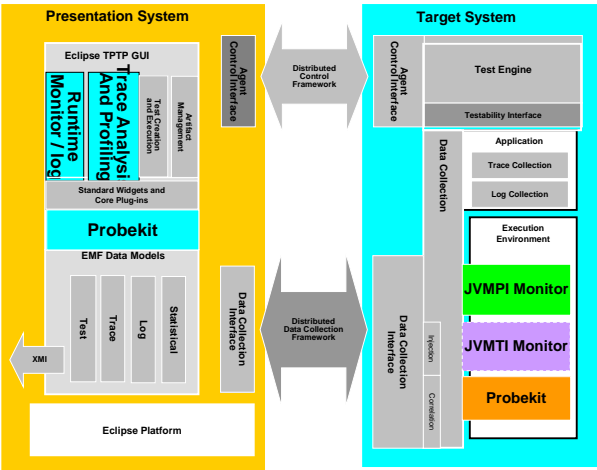 Presentation System
Eclipse TPTP GUI
Runtime
Monitor / log
Trace Analysi
And Profiling
Test Creation
and Execution
Artifact
Management
Standard Widgets and
Core Plug-ins
Probekit
EMF Data Models
Test
Trace
Log
Statistical
XMI
Eclipse Platform
Agent
Control Interface
Data Collection
Interface
Distributed
Control
Framework
Distributed
Data Collection
Framework
Target System
Agent
Control Interface
Test Engine
Testability Interface
Data Collection
Application
Trace Collection
Log Collection
Execution
Environment
JVMPI Monitor
JVMTI Monitor
Probekit
Data Collection
Interface
Injection
Correlation